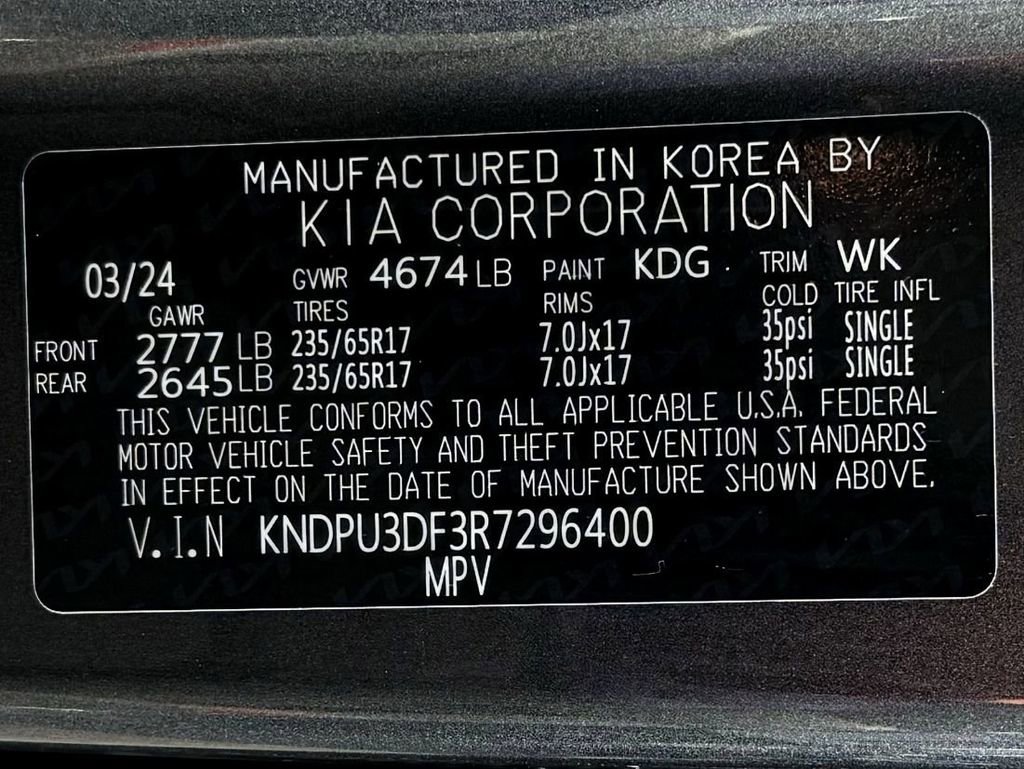 MANUFACTURED IN KOREA BY
KIA CORPORATION
03/24 GVWR 4674 LB PAINT KDG TRIM WK
GAWR TIRES RIMS COLD TIRE INFL
FRONT 2777 LB 235/65R17 7.0Jx17 35psi SINGLE
REAR 2645 LB 235/65R17 7.0Jx17 35psi SINGLE
THIS VEHICLE CONFORMS TO ALL APPLICABLE U.S.A. FEDERAL
MOTOR VEHICLE SAFETY AND THEFT PREVENTION STANDARDS
IN EFFECT ON THE DATE OF MANUFACTURE SHOWN ABOVE.
V.I.N KNDPU3DF3R7296400
MPV